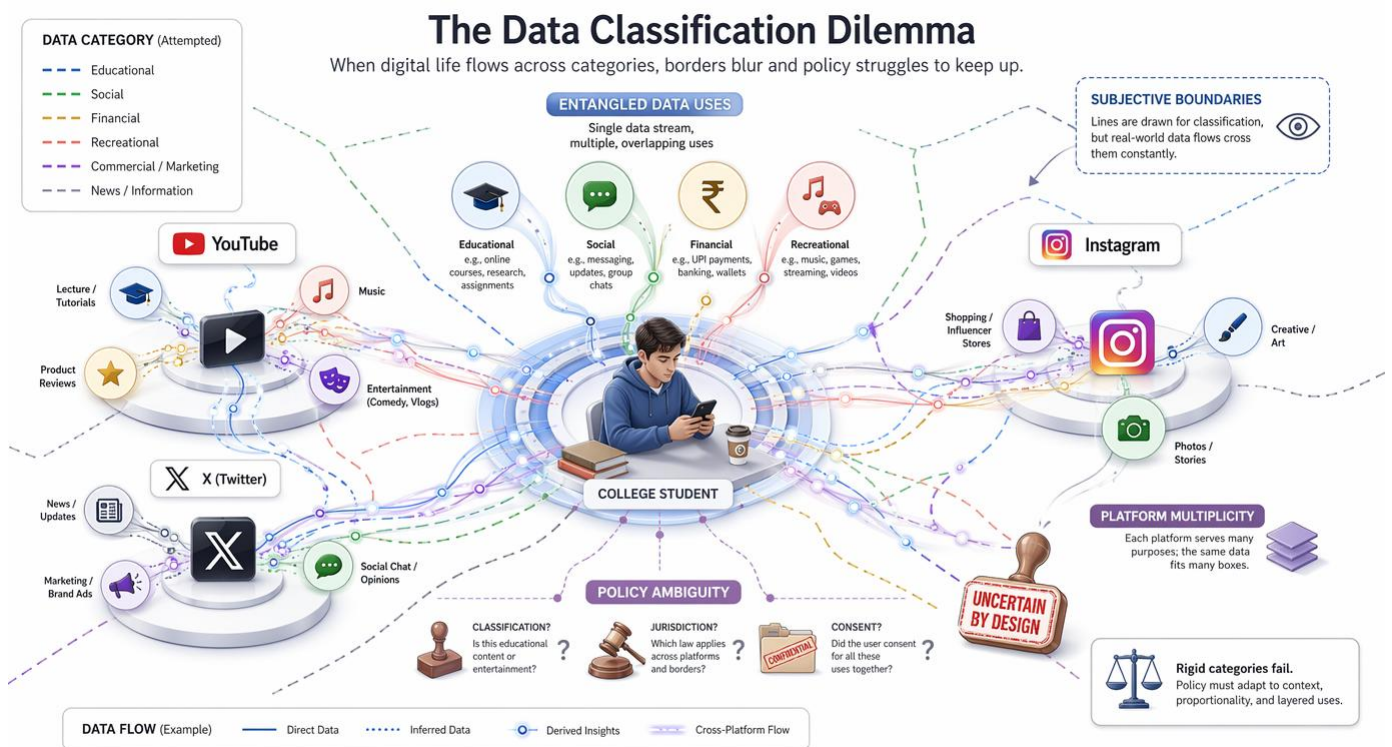 The Data Classification Dilemma
When digital life flows across categories, borders blur and policy struggles to keep up.
DATA CATEGORY (Attempted)
Educational
Social
Financial
Recreational
Commercial / Marketing
News / Information
ENTANGLED DATA USES
Single data stream,
multiple, overlapping uses
SUBJECTIVE BOUNDARIES
Lines are drawn for classification,
but real-world data flows cross
them constantly.
Educational
e.g., online
courses, research,
assignments
Social
e.g., messaging,
updates, group
chats
₹
Financial
e.g., UPI payments,
banking, wallets
Recreational
e.g., music, games,
streaming, videos
YouTube
Lecture /
Tutorials
Music
Product
Reviews
Entertainment
(Comedy, Vlogs)
Instagram
Shopping /
Influencer
Stores
Creative /
Art
Photos /
Stories
X (Twitter)
News /
Updates
Marketing /
Brand Ads
Social Chat /
Opinions
COLLEGE STUDENT
PLATFORM MULTIPLICITY
Each platform serves many
purposes; the same data
fits many boxes.
POLICY AMBIGUITY
CLASSIFICATION?
Is this educational
content or
entertainment?
?
JURISDICTION?
Which law applies
across platforms
and borders?
?
CONFIDENTIAL
CONSENT?
Did the user consent
for all these
uses together?
?
UNCERTAIN
BY DESIGN
Rigid categories fail.
Policy must adapt to context,
proportionality, and layered uses.
DATA FLOW (Example)
Direct Data
Inferred Data
Derived Insights
Cross-Platform Flow